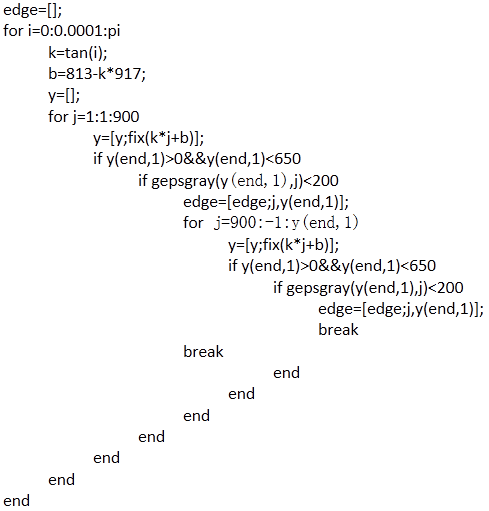 edge=[];
for i=0:0.0001:pi
k=tan(i);
b=813-k*917;
y=[];
for j=1:1:900
y=[y;fix(k*j+b)];
if y(end,1)>0&&y(end,1)<650
if gepsgray(y(end,1),j)<200
edge=[edge;j,y(end,1)];
for j=900:-1:y(end,1)
y=[y;fix(k*j+b)];
if y(end,1)>0&&y(end,1)<650
if gepsgray(y(end,1),j)<200
edge=[edge;j,y(end,1)];
break
break
end
end
end
end
end
end
end